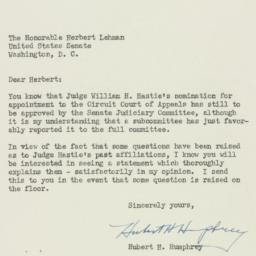 The Honorable Herbert Lehman
United States Senate
Washington, D. C.
Dear Herbert:
You know that Judge William H. Hastie's nomination for
appointment to the Circuit Court of Appeals has still to
be approved by the Senate Judiciary Committee, although
it is my understanding that a subcommittee has just favor-
ably reported it to the full committee.
In view of the fact that some questions have been raised
as to Judge Hastie's past affiliations, I know you will
be interested in seeing a statement which thoroughly
explains them - satisfactorily in my opinion. I send
this to you in the event that some question is raised on
the floor.
Sincerely yours,
Hubert H Humphrey
Hubert H. Humphrey